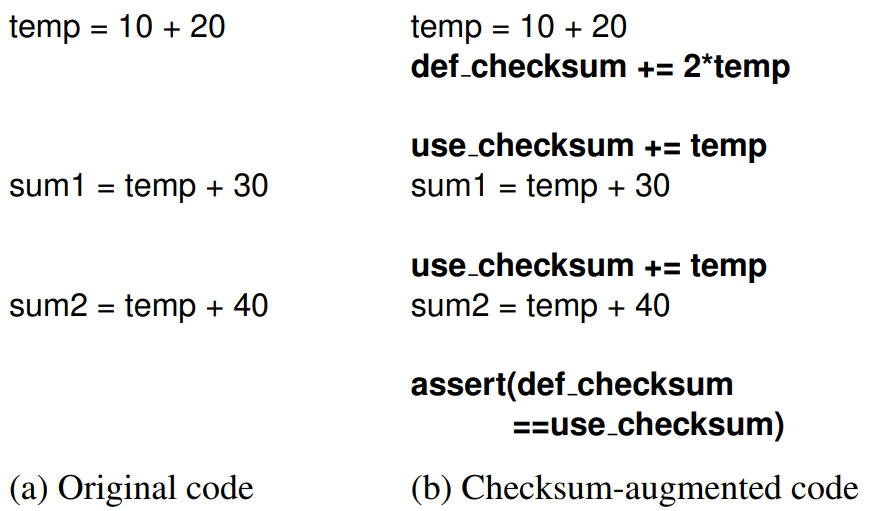 temp = 10 + 20
sum1 = temp + 30
sum2 = temp + 40
(a) Original code
temp = 10 + 20
def_checksum += 2*temp
use_checksum += temp
sum1 = temp + 30
use_checksum += temp
sum2 = temp + 40
assert(def_checksum
==use_checksum)
(b) Checksum-augmented code